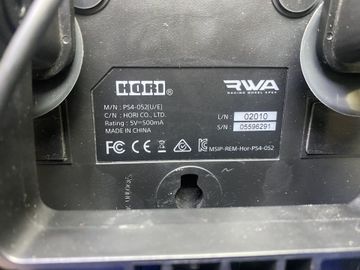 HORI
RWA
RACING WHEEL APEX
M/N : PS4-052(U/E)
C/N : HORI CO., LTD.
Rating : 5V⎓500mA
MADE IN CHINA
L/N : 02010
S/N : 05596291
FC CE
MSIP-REM-Hor-PS4-052